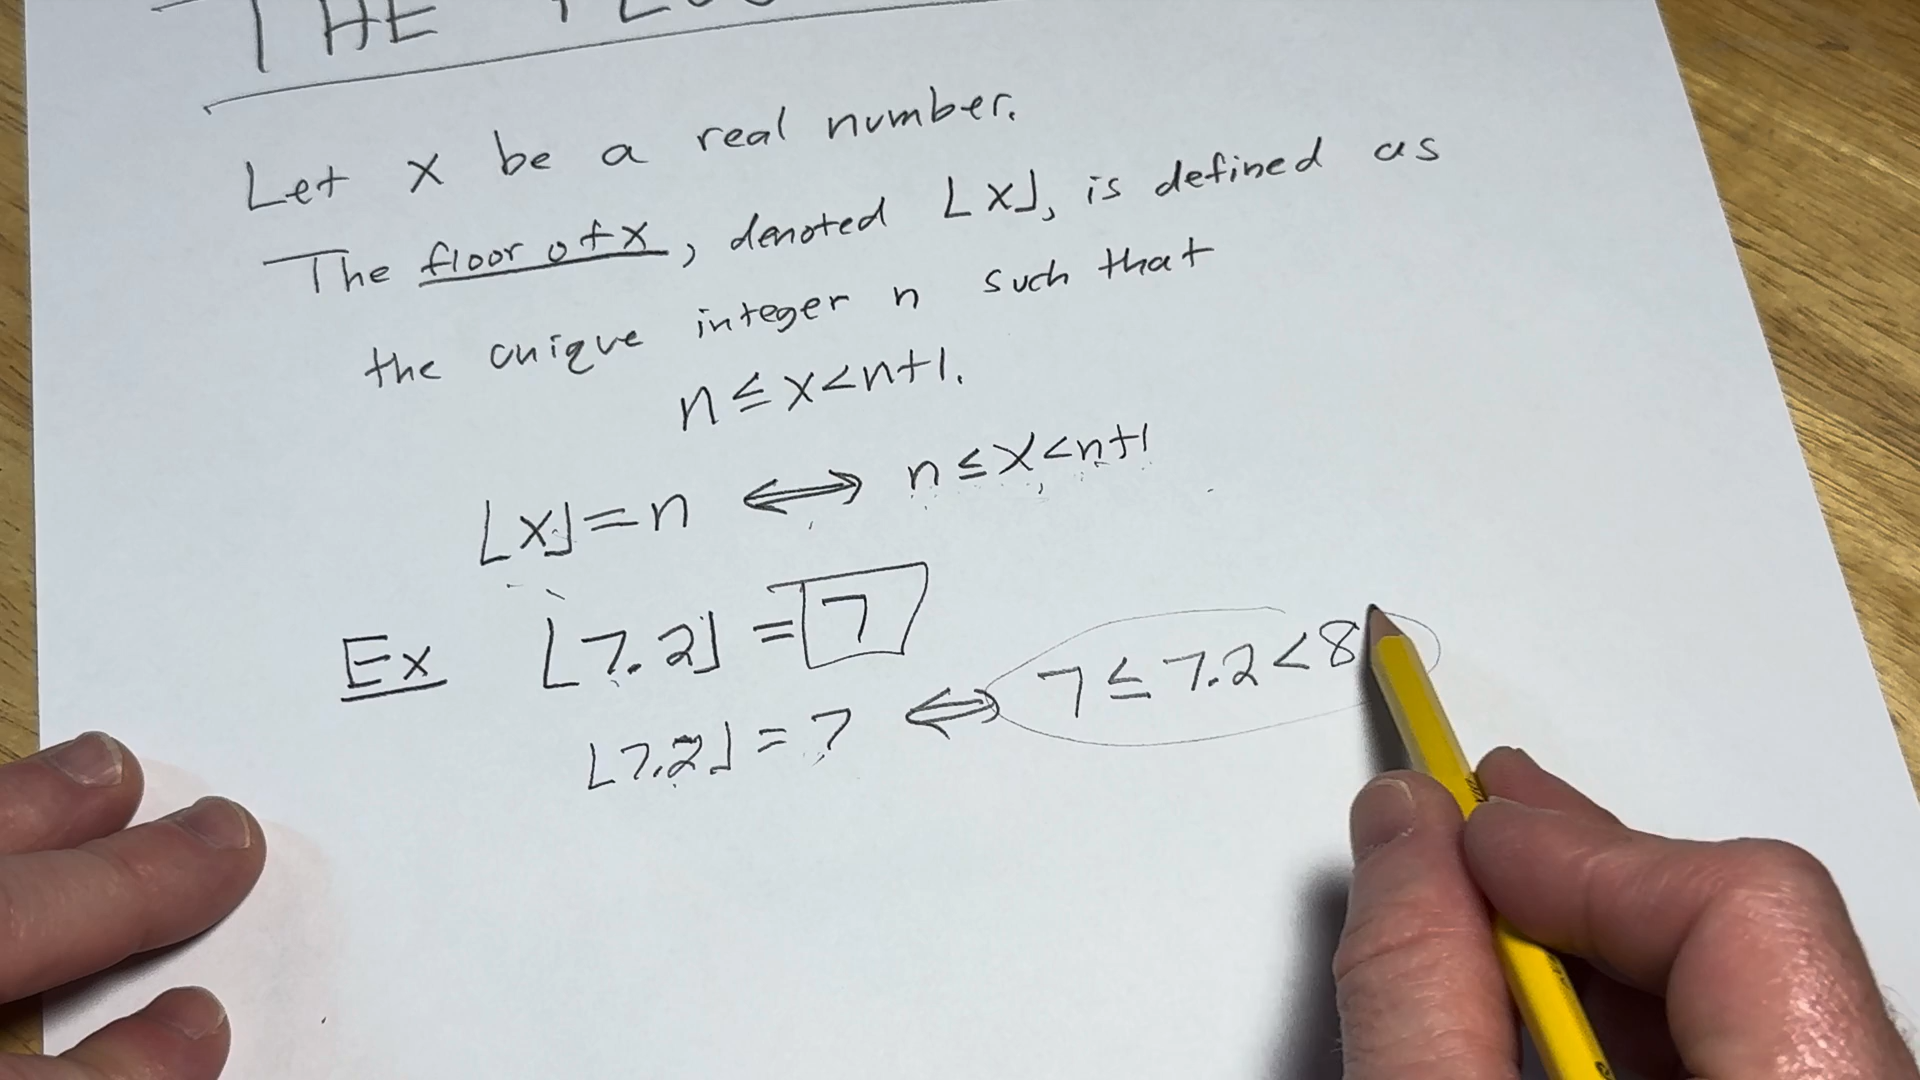 THE
Let x be a real number.
The floor of x, denoted ⌊x⌋, is defined as
the unique integer n such that
n ≤ x < n+1.
⌊x⌋ = n ⟺ n ≤ x < n+1
Ex ⌊7.2⌋ = 7
⌊7.2⌋ = 7 ⟺ 7 ≤ 7.2 < 8